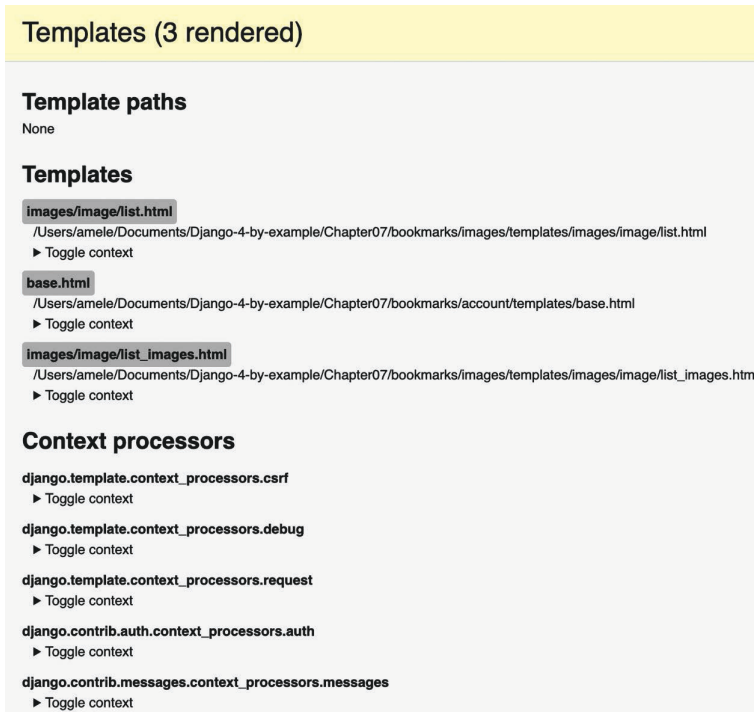 Templates (3 rendered)
Template paths
None
Templates
images/image/list.html
/Users/amele/Documents/Django-4-by-example/Chapter07/bookmarks/images/templates/images/image/list.html
▶ Toggle context
base.html
/Users/amele/Documents/Django-4-by-example/Chapter07/bookmarks/account/templates/base.html
▶ Toggle context
images/image/list_images.html
/Users/amele/Documents/Django-4-by-example/Chapter07/bookmarks/images/templates/images/image/list_images.htm
▶ Toggle context
Context processors
django.template.context_processors.csrf
▶ Toggle context
django.template.context_processors.debug
▶ Toggle context
django.template.context_processors.request
▶ Toggle context
django.contrib.auth.context_processors.auth
▶ Toggle context
django.contrib.messages.context_processors.messages
▶ Toggle context